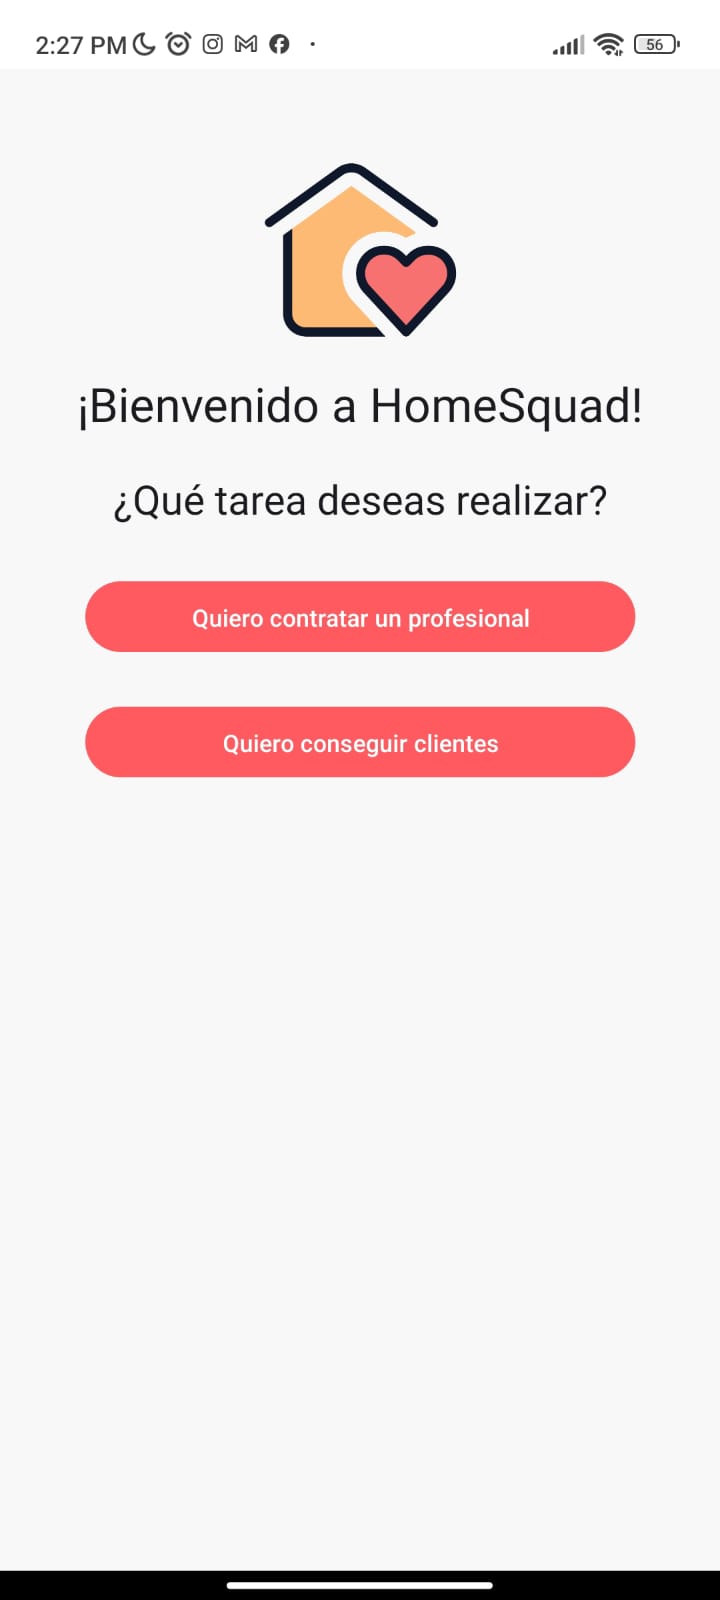 2:27 PM
56
¡Bienvenido a HomeSquad!
¿Qué tarea deseas realizar?
Quiero contratar un profesional
Quiero conseguir clientes